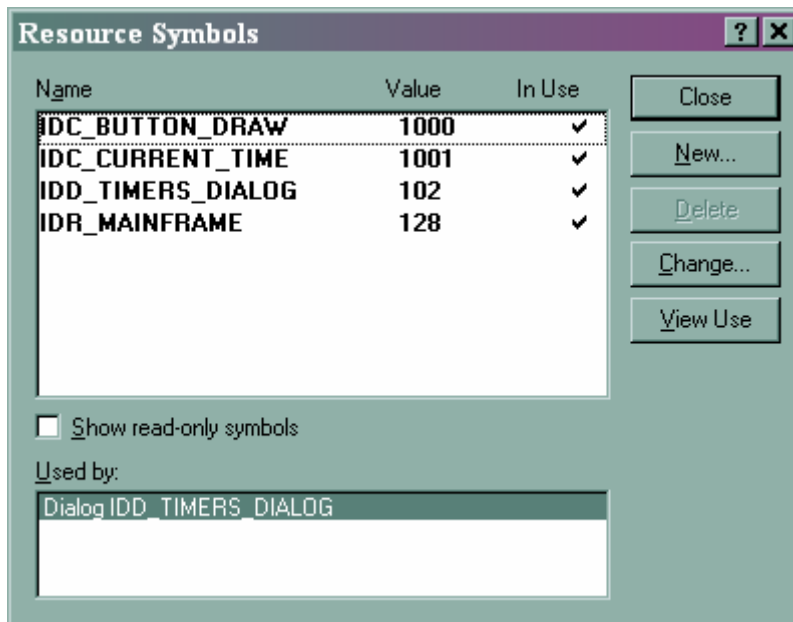 Resource Symbols
Name Value In Use
IDC_BUTTON_DRAW 1000
IDC_CURRENT_TIME 1001
IDD_TIMERS_DIALOG 102
IDR_MAINFRAME 128
Close
New...
Delete
Change...
View Use
Show read-only symbols
Used by:
Dialog IDD_TIMERS_DIALOG